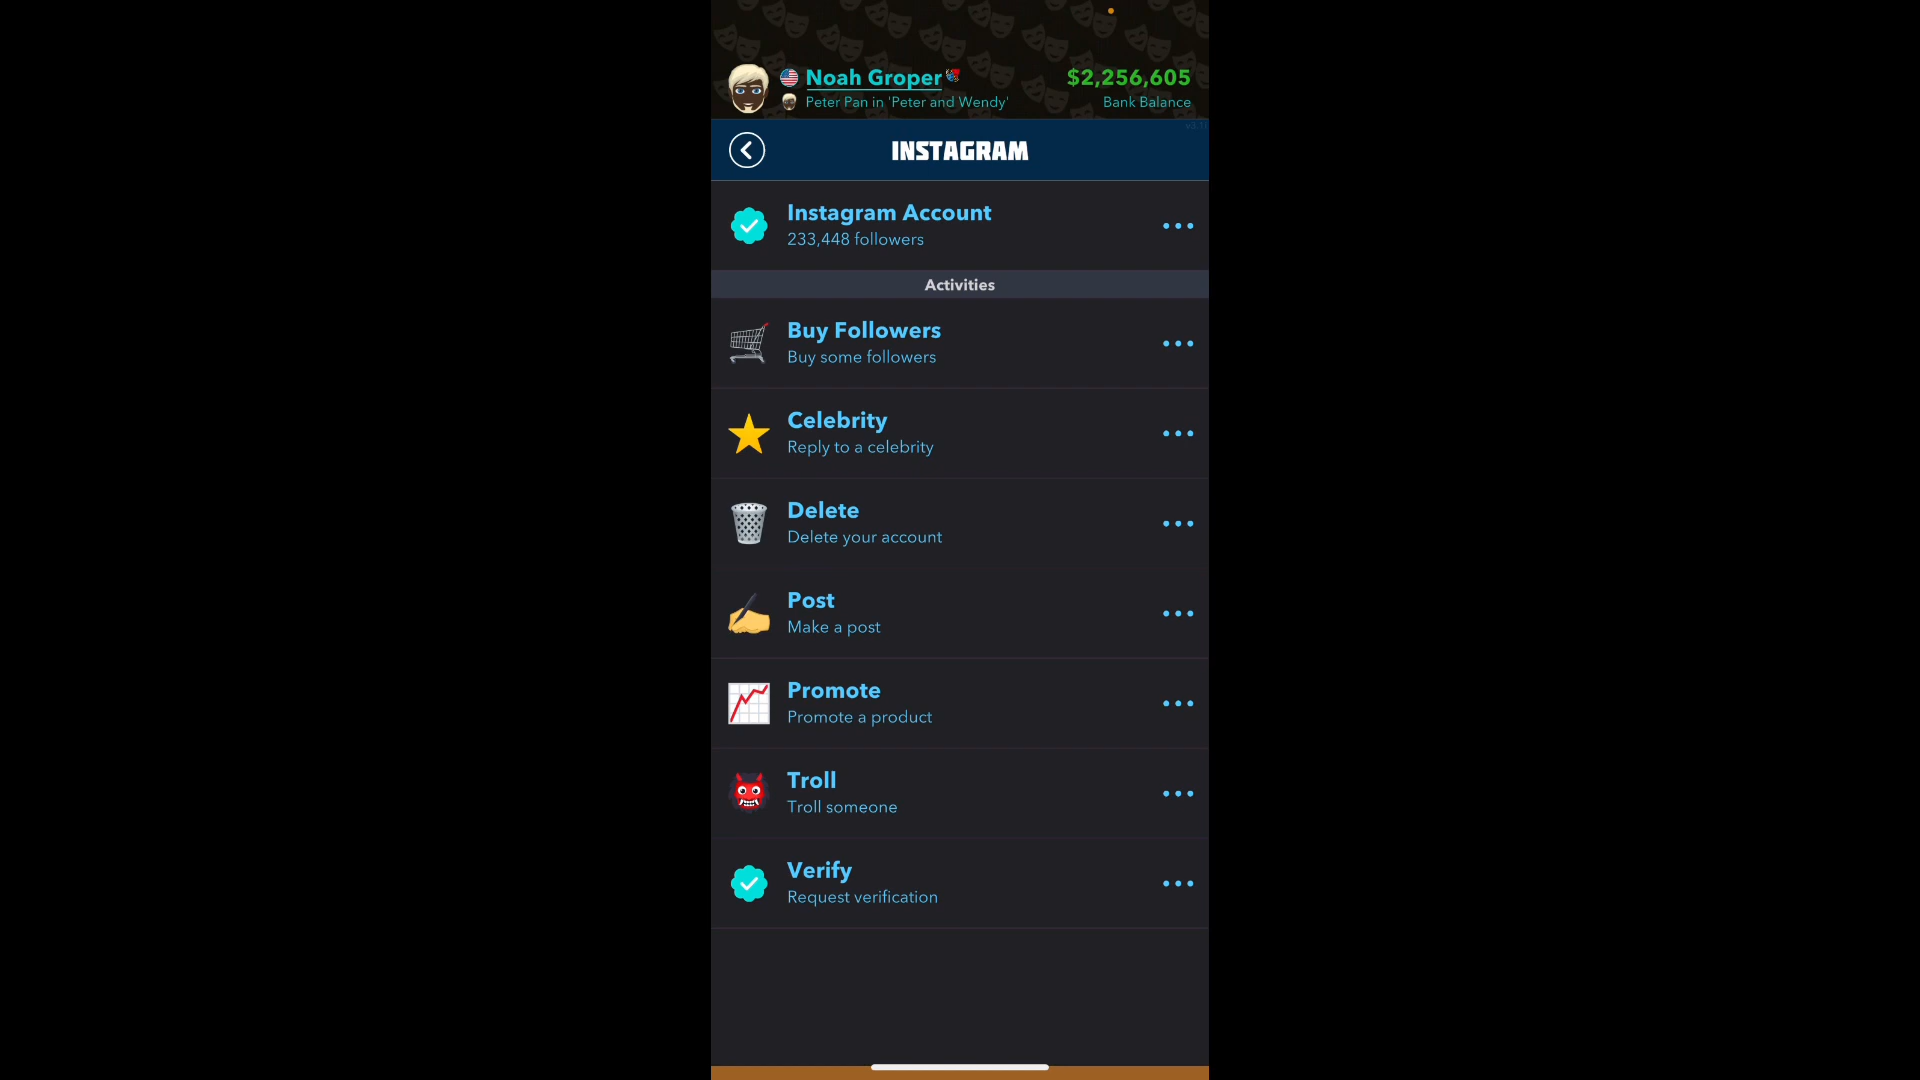 Noah Groper
$2,256,605
Peter Pan in 'Peter and Wendy'
Bank Balance
INSTAGRAM
Instagram Account
233,448 followers
Activities
Buy Followers
Buy some followers
Celebrity
Reply to a celebrity
Delete
Delete your account
Post
Make a post
Promote
Promote a product
Troll
Troll someone
Verify
Request verification